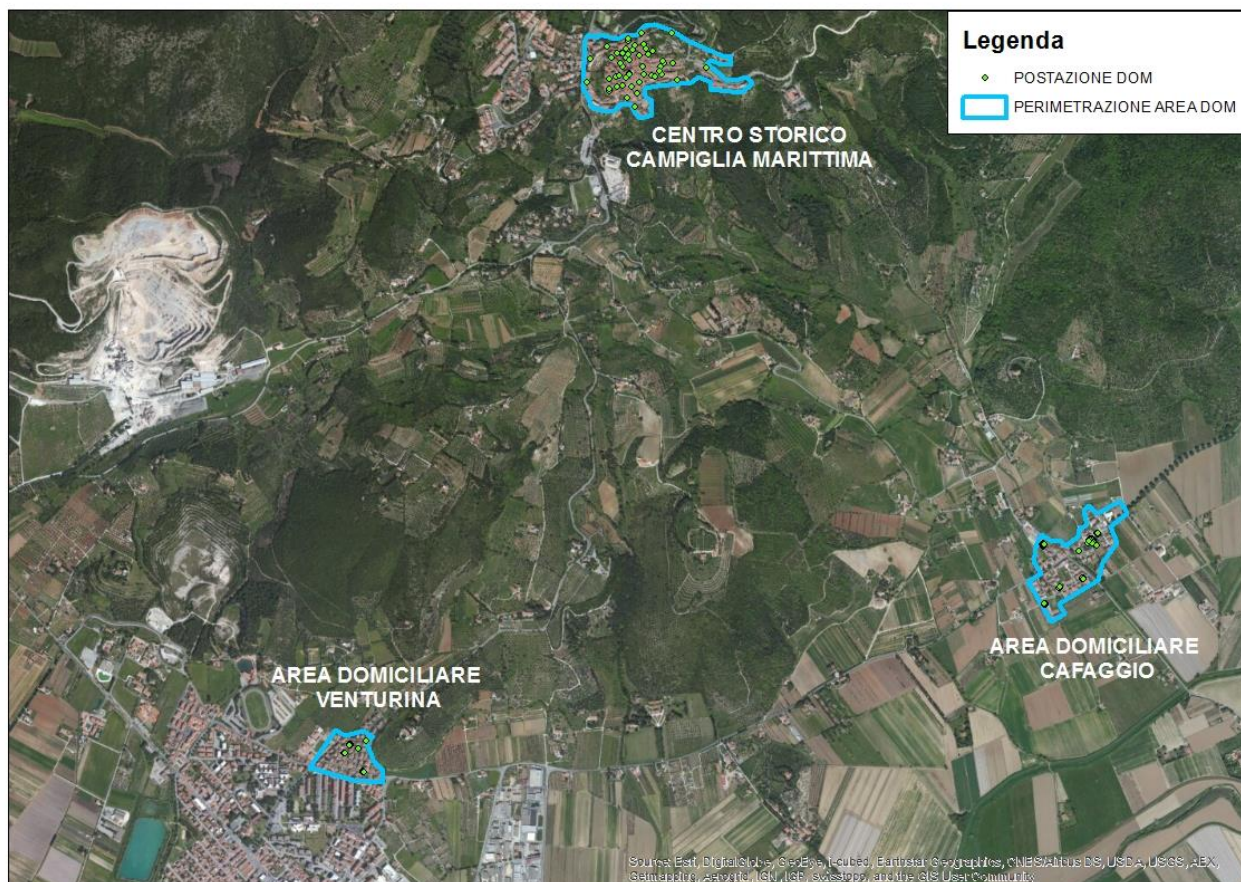 Legenda
POSTAZIONE DOM
PERIMETRAZIONE AREA DOM
CENTRO STORICO
CAMPIGLIA MARITTIMA
AREA DOMICILIARE
CAFAGGIO
AREA DOMICILIARE
VENTURINA
Source: Esri, DigitalGlobe, GeoEye, i-cubed, Earthstar Geographics, CNES/Airbus DS, USDA, USGS, AEX,
Getmapping, Aerogrid, IGN, IGP, swisstopo, and the GIS User Community